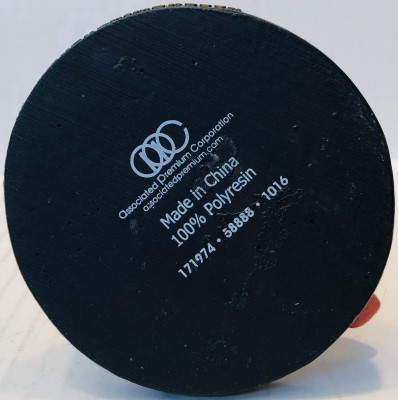 Associated Premium Corporation
associatedpremium.com
Made in China
100% Polyresin
171974 • 58888 • 1016